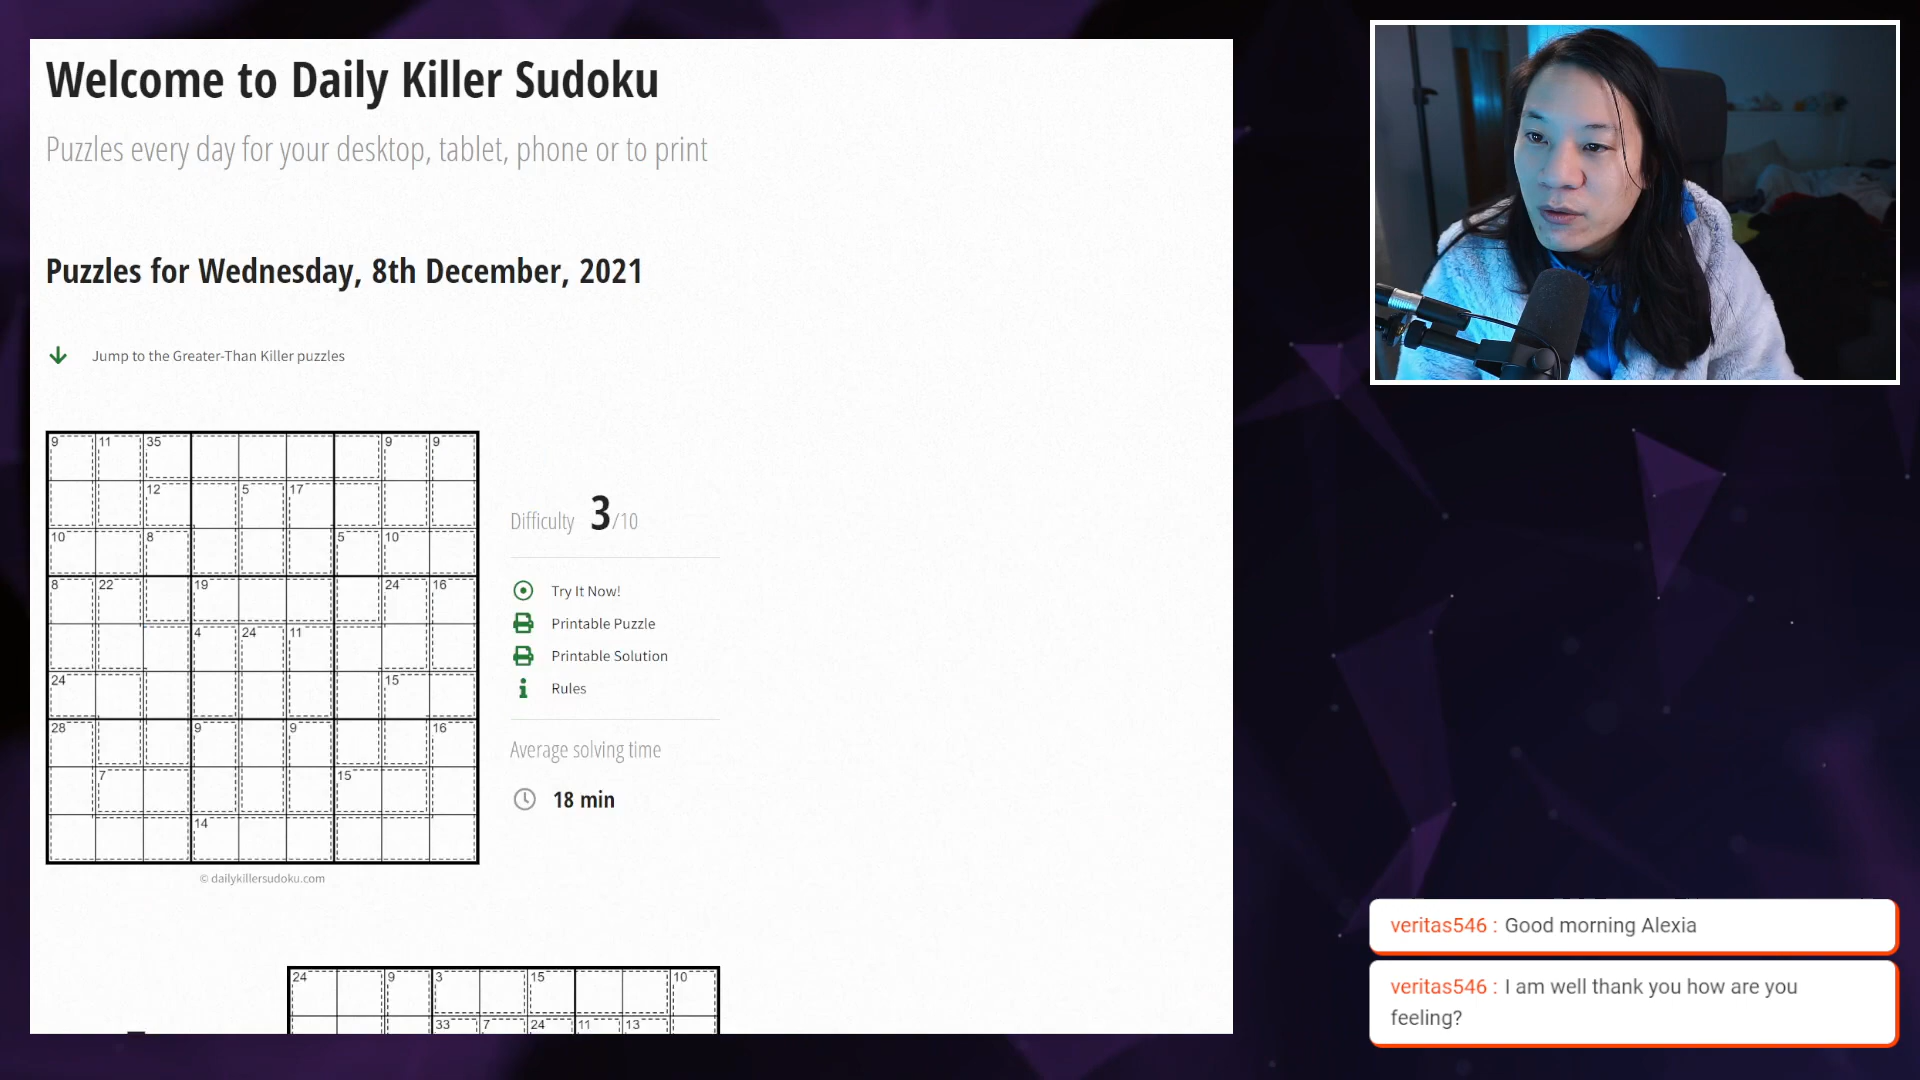 Welcome to Daily Killer Sudoku
Puzzles every day for your desktop, tablet, phone or to print
Puzzles for Wednesday, 8th December, 2021
Jump to the Greater-Than Killer puzzles
9 11 35 9 9
12 5 17
10 8 5 10
8 22 19 24 16
4 24 11
24 15
28 9 9 16
7 15
14
© dailykillersudoku.com
Difficulty 3/10
Try It Now!
Printable Puzzle
Printable Solution
Rules
Average solving time
18 min
24 9 3 15 10
33 7 24 11 13
veritas546 : Good morning Alexia
veritas546 : I am well thank you how are you
feeling?